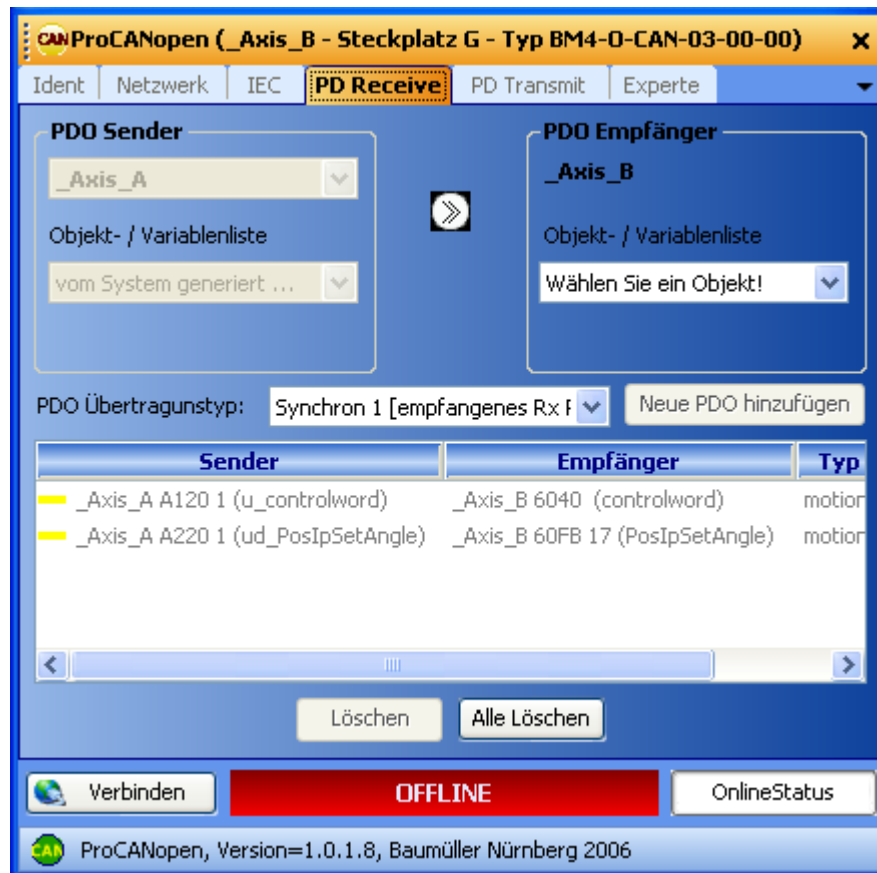 CAN ProCANopen (_Axis_B - Steckplatz G - Typ BM4-O-CAN-03-00-00) x
Ident Netzwerk IEC PD Receive PD Transmit Experte
PDO Sender PDO Empfänger
_Axis_A _Axis_B
Objekt- / Variablenliste Objekt- / Variablenliste
vom System generiert ... Wählen Sie ein Objekt!
PDO Übertragunstyp: Synchron 1 [empfangenes Rx Neue PDO hinzufügen
Sender Empfänger Typ
_Axis_A A120 1 (u_controlword) _Axis_B 6040 (controlword) motion
_Axis_A A220 1 (ud_PosIpSetAngle) _Axis_B 60FB 17 (PosIpSetAngle) motion
Löschen Alle Löschen
Verbinden OFFLINE OnlineStatus
CAN ProCANopen, Version=1.0.1.8, Baumüller Nürnberg 2006